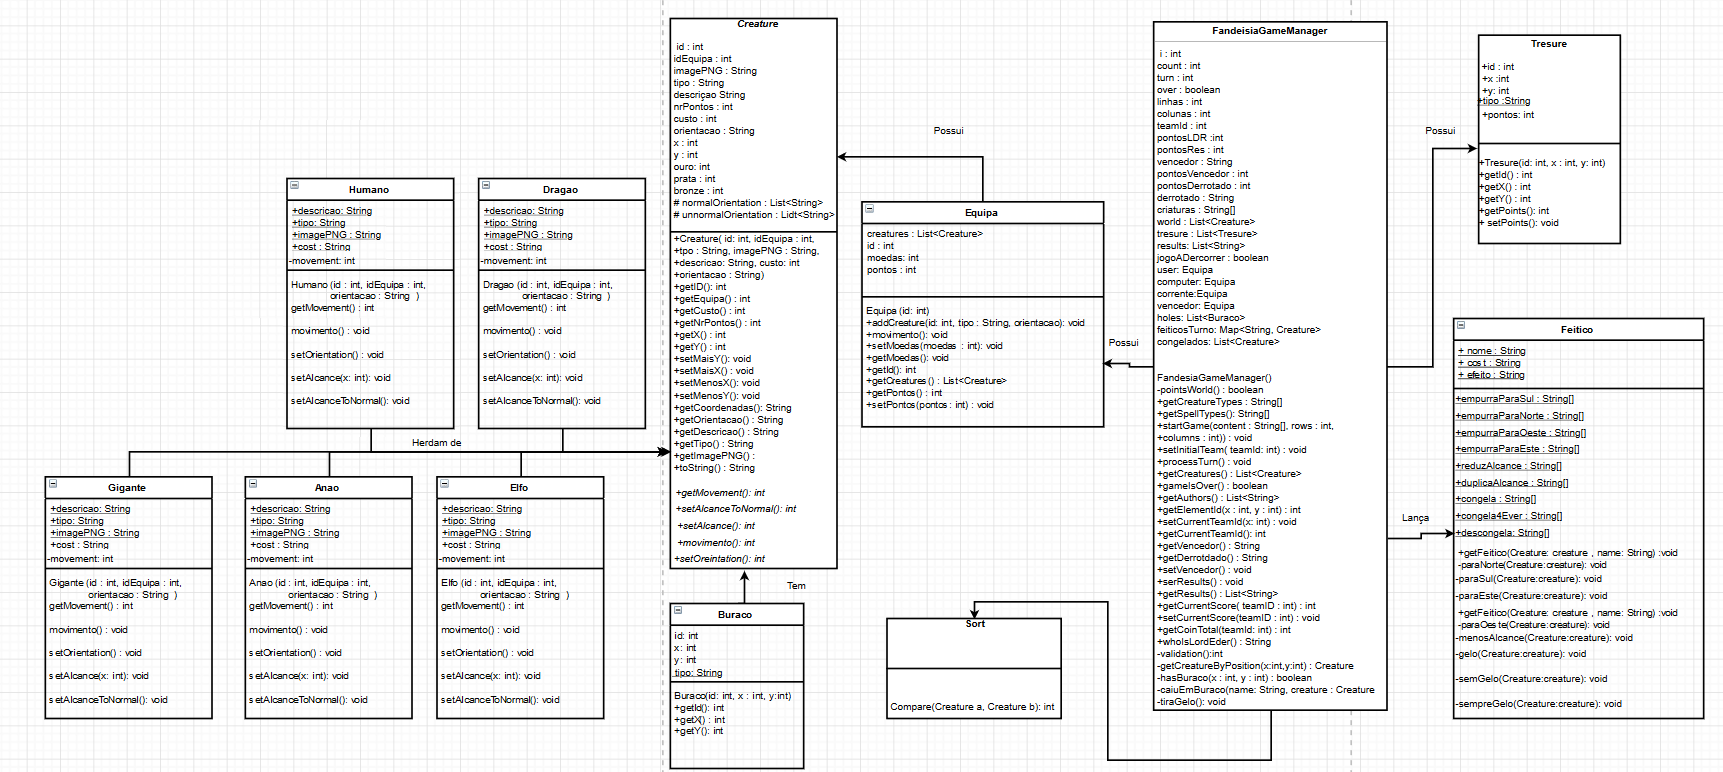 Creature
id : int
idEquipa : int
imagePNG : String
tipo : String
descriçao String
nrPontos : int
custo : int
orientacao : String
x : int
y : int
ouro: int
prata : int
bronze : int
# normalOrientation : List<String>
# unnormalOrientation : Lidt<String>
+Creature( id: int, idEquipa : int,
+tpo : String, imagePNG : String,
+descricao: String, custo: int
+orientacao : String)
+getID(): int
+getEquipa() : int
+getCusto() : int
+getNrPontos() : int
+getX() : int
+getY() : int
+setMaisY(): void
+setMaisX() : void
+setMenosX(): void
+setMenosY(): void
+getCoordenadas(): String
+getOrientacao() : String
+getDescricao() : String
+getTipo() : String
+getImagePNG() :
+toString() : String
+getMovement(): int
+setAlcanceToNormal() : int
+setAlcance() : int
+movimento() : int
+setOreintation() : int
Humano
+descricao: String
+tipo: String
+imagePNG : String
+cost : String
-movement: int
Humano (id : int, idEquipa : int,
orientacao : String )
getMovement() : int
movimento() : void
setOrientation() : void
setAlcance(x: int): void
setAlcanceToNormal(): void
Dragao
+descricao: String
+tipo: String
+imagePNG : String
+cost : String
-movement: int
Dragao (id : int, idEquipa : int,
orientacao : String )
getMovement() : int
movimento() : void
setOrientation() : void
setAlcance(x: int): void
setAlcanceToNormal(): void
Herdam de
Gigante
+descricao: String
+tipo: String
+imagePNG : String
+cost : String
-movement: int
Gigante (id : int, idEquipa : int,
orientacao : String )
getMovement() : int
movimento() : void
setOrientation() : void
setAlcance(x: int): void
setAlcanceToNormal(): void
Anao
+descricao: String
+tipo: String
+imagePNG : String
+cost : String
-movement: int
Anao (id : int, idEquipa : int,
orientacao : String )
getMovement() : int
movimento() : void
setOrientation() : void
setAlcance(x: int): void
setAlcanceToNormal(): void
Elfo
+descricao: String
+tipo: String
+imagePNG : String
+cost : String
-movement: int
Elfo (id : int, idEquipa : int,
orientacao : String )
getMovement() : int
movimento() : void
setOrientation() : void
setAlcance(x: int): void
setAlcanceToNormal(): void
Tem
Buraco
id: int
x : int
y : int
tipo: String
Buraco(id: int, x : int, y:int)
+getId(): int
+getX() : int
+getY(): int
Possui
Equipa
creatures : List<Creature>
id : int
moedas: int
pontos : int
Equipa (id: int)
+addCreature(id: int, tipo : String, orientacao): void
+movimento(): void
+setMoedas(moedas : int): void
+getMoedas(): void
+getId(): int
+getCreatures() : List<Creature>
+getPontos() : int
+setPontos(pontos : int) : void
Possui
Sort
Compare(Creature a, Creature b): int
FandeisiaGameManager
i : int
count : int
turn : int
over : boolean
linhas : int
colunas : int
teamId : int
pontosLDR :int
pontosRes : int
vencedor : String
pontosVencedor : int
pontosDerrotado : int
derrotado : String
criaturas : String[]
world : List<Creature>
tresure : List<Tresure>
results: List<String>
jogoADercorrer : boolean
user: Equipa
computer: Equipa
corrente:Equipa
vencedor: Equipa
holes: List<Buraco>
feiticosTurno: Map<String, Creature>
congelados: List<Creature>
FandesiaGameManager()
-pointsWorld() : boolean
+getCreatureTypes : String[]
+getSpellTypes(): String[]
+startGame(content : String[], rows : int,
+columns : int)) : void
+setInitialTeam( teamId: int) : void
+processTurn() : void
+getCreatures() : List<Creature>
+gameIsOver() : boolean
+getAuthors() : List<String>
+getElementId(x : int, y : int) : int
+setCurrentTeamId(x: int) : void
+getCurrentTeamId(): int
+getVencedor() : String
+getDerrotdado() : String
+setVencedor() : void
+serResults() : void
+getResults() : List<String>
+getCurrentScore( teamID : int) : int
+setCurrentScore(teamID : int) : void
+getCoinTotal(teamId: int) : int
+whoIsLordEder() : String
-validation():int
-getCreatureByPosition(x:int,y:int) : Creature
-hasBuraco(x : int, y : int) : boolean
-caiuEmBuraco(name: String, creature : Creature
-tiraGelo(): void
Possui
Tresure
+id : int
+x :int
+y: int
+tipo :String
+pontos: int
+Tresure(id: int, x : int, y: int)
+getId() : int
+getX() : int
+getY() : int
+getPoints(): int
+ setPoints(): void
Lança
Feitico
+ nome : String
+ cost : String
+ efeito : String
+empurraParaSul : String[]
+empurraParaNorte : String[]
+empurraParaOeste : String[]
+empurraParaEste : String[]
+reduzAlcance : String[]
+duplicaAlcance : String[]
+congela : String[]
+congela4Ever : String[]
+descongela: String[]
+getFeitico(Creature: creature , name: String) :void
-paraNorte(Creature:creature): void
-paraSul(Creature:creature): void
-paraEste(Creature:creature): void
+getFeitico(Creature: creature , name: String) :void
-paraOeste(Creature:creature): void
-menosAlcance(Creature:creature): void
-gelo(Creature:creature): void
-semGelo(Creature:creature): void
-sempreGelo(Creature:creature): void